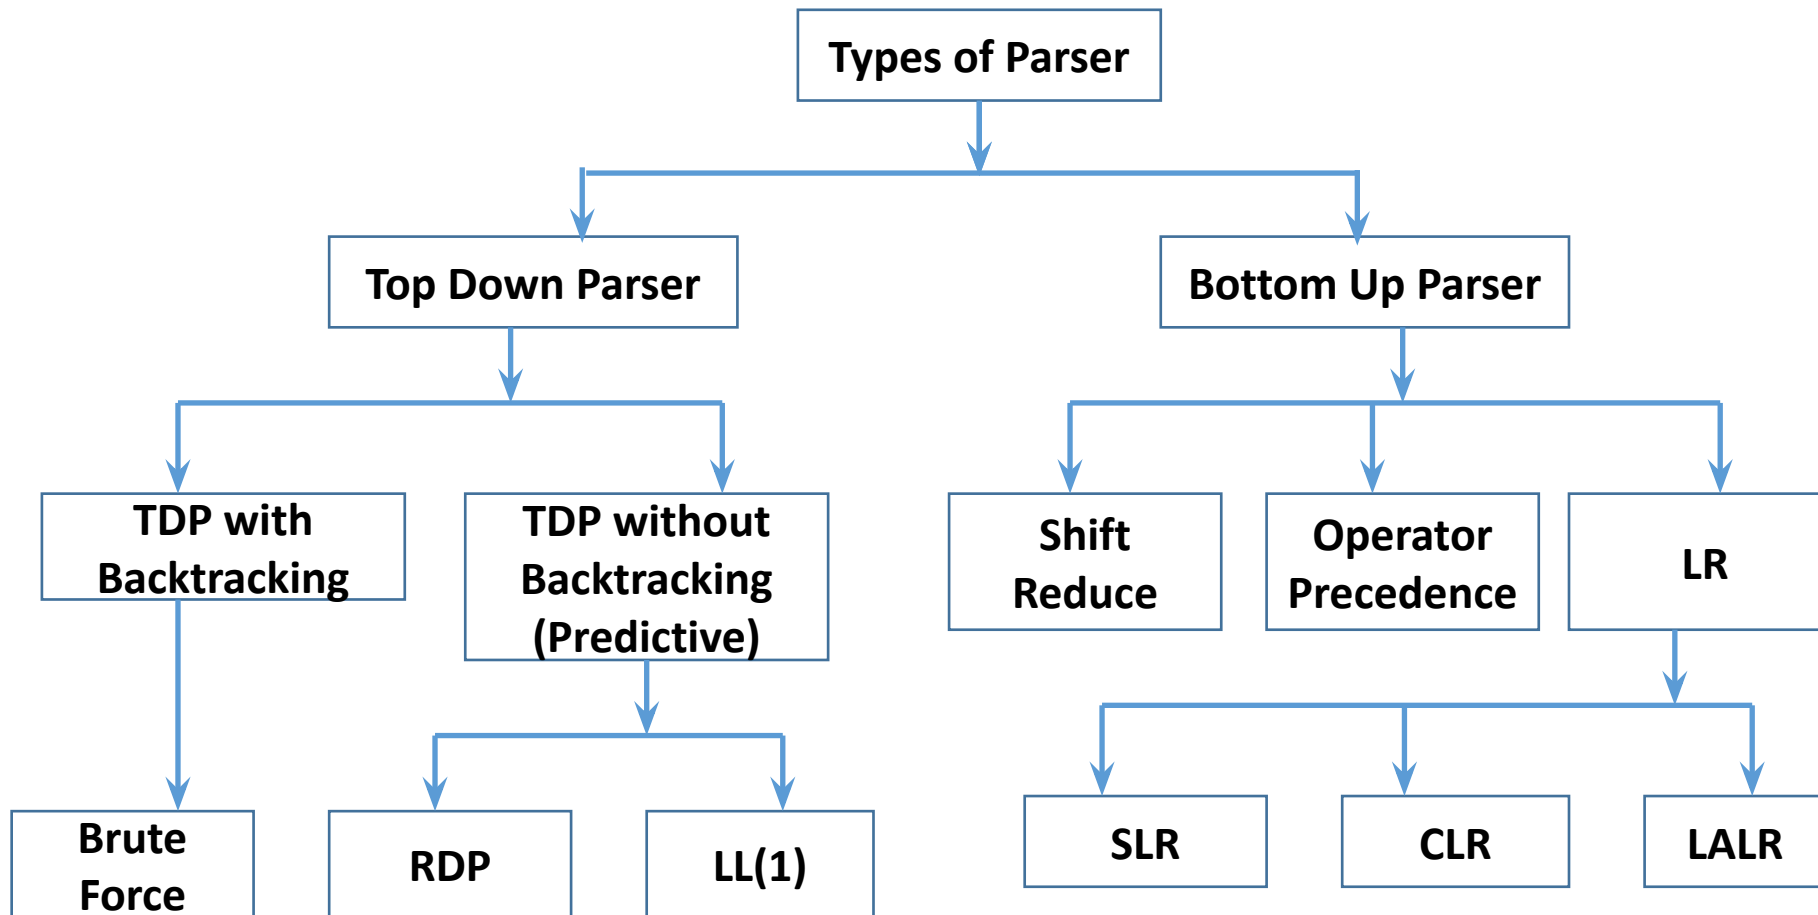 Types of Parser
Top Down Parser
Bottom Up Parser
TDP with
Backtracking
TDP without
Backtracking
(Predictive)
Shift
Reduce
Operator
Precedence
LR
Brute
Force
RDP
LL(1)
SLR
CLR
LALR